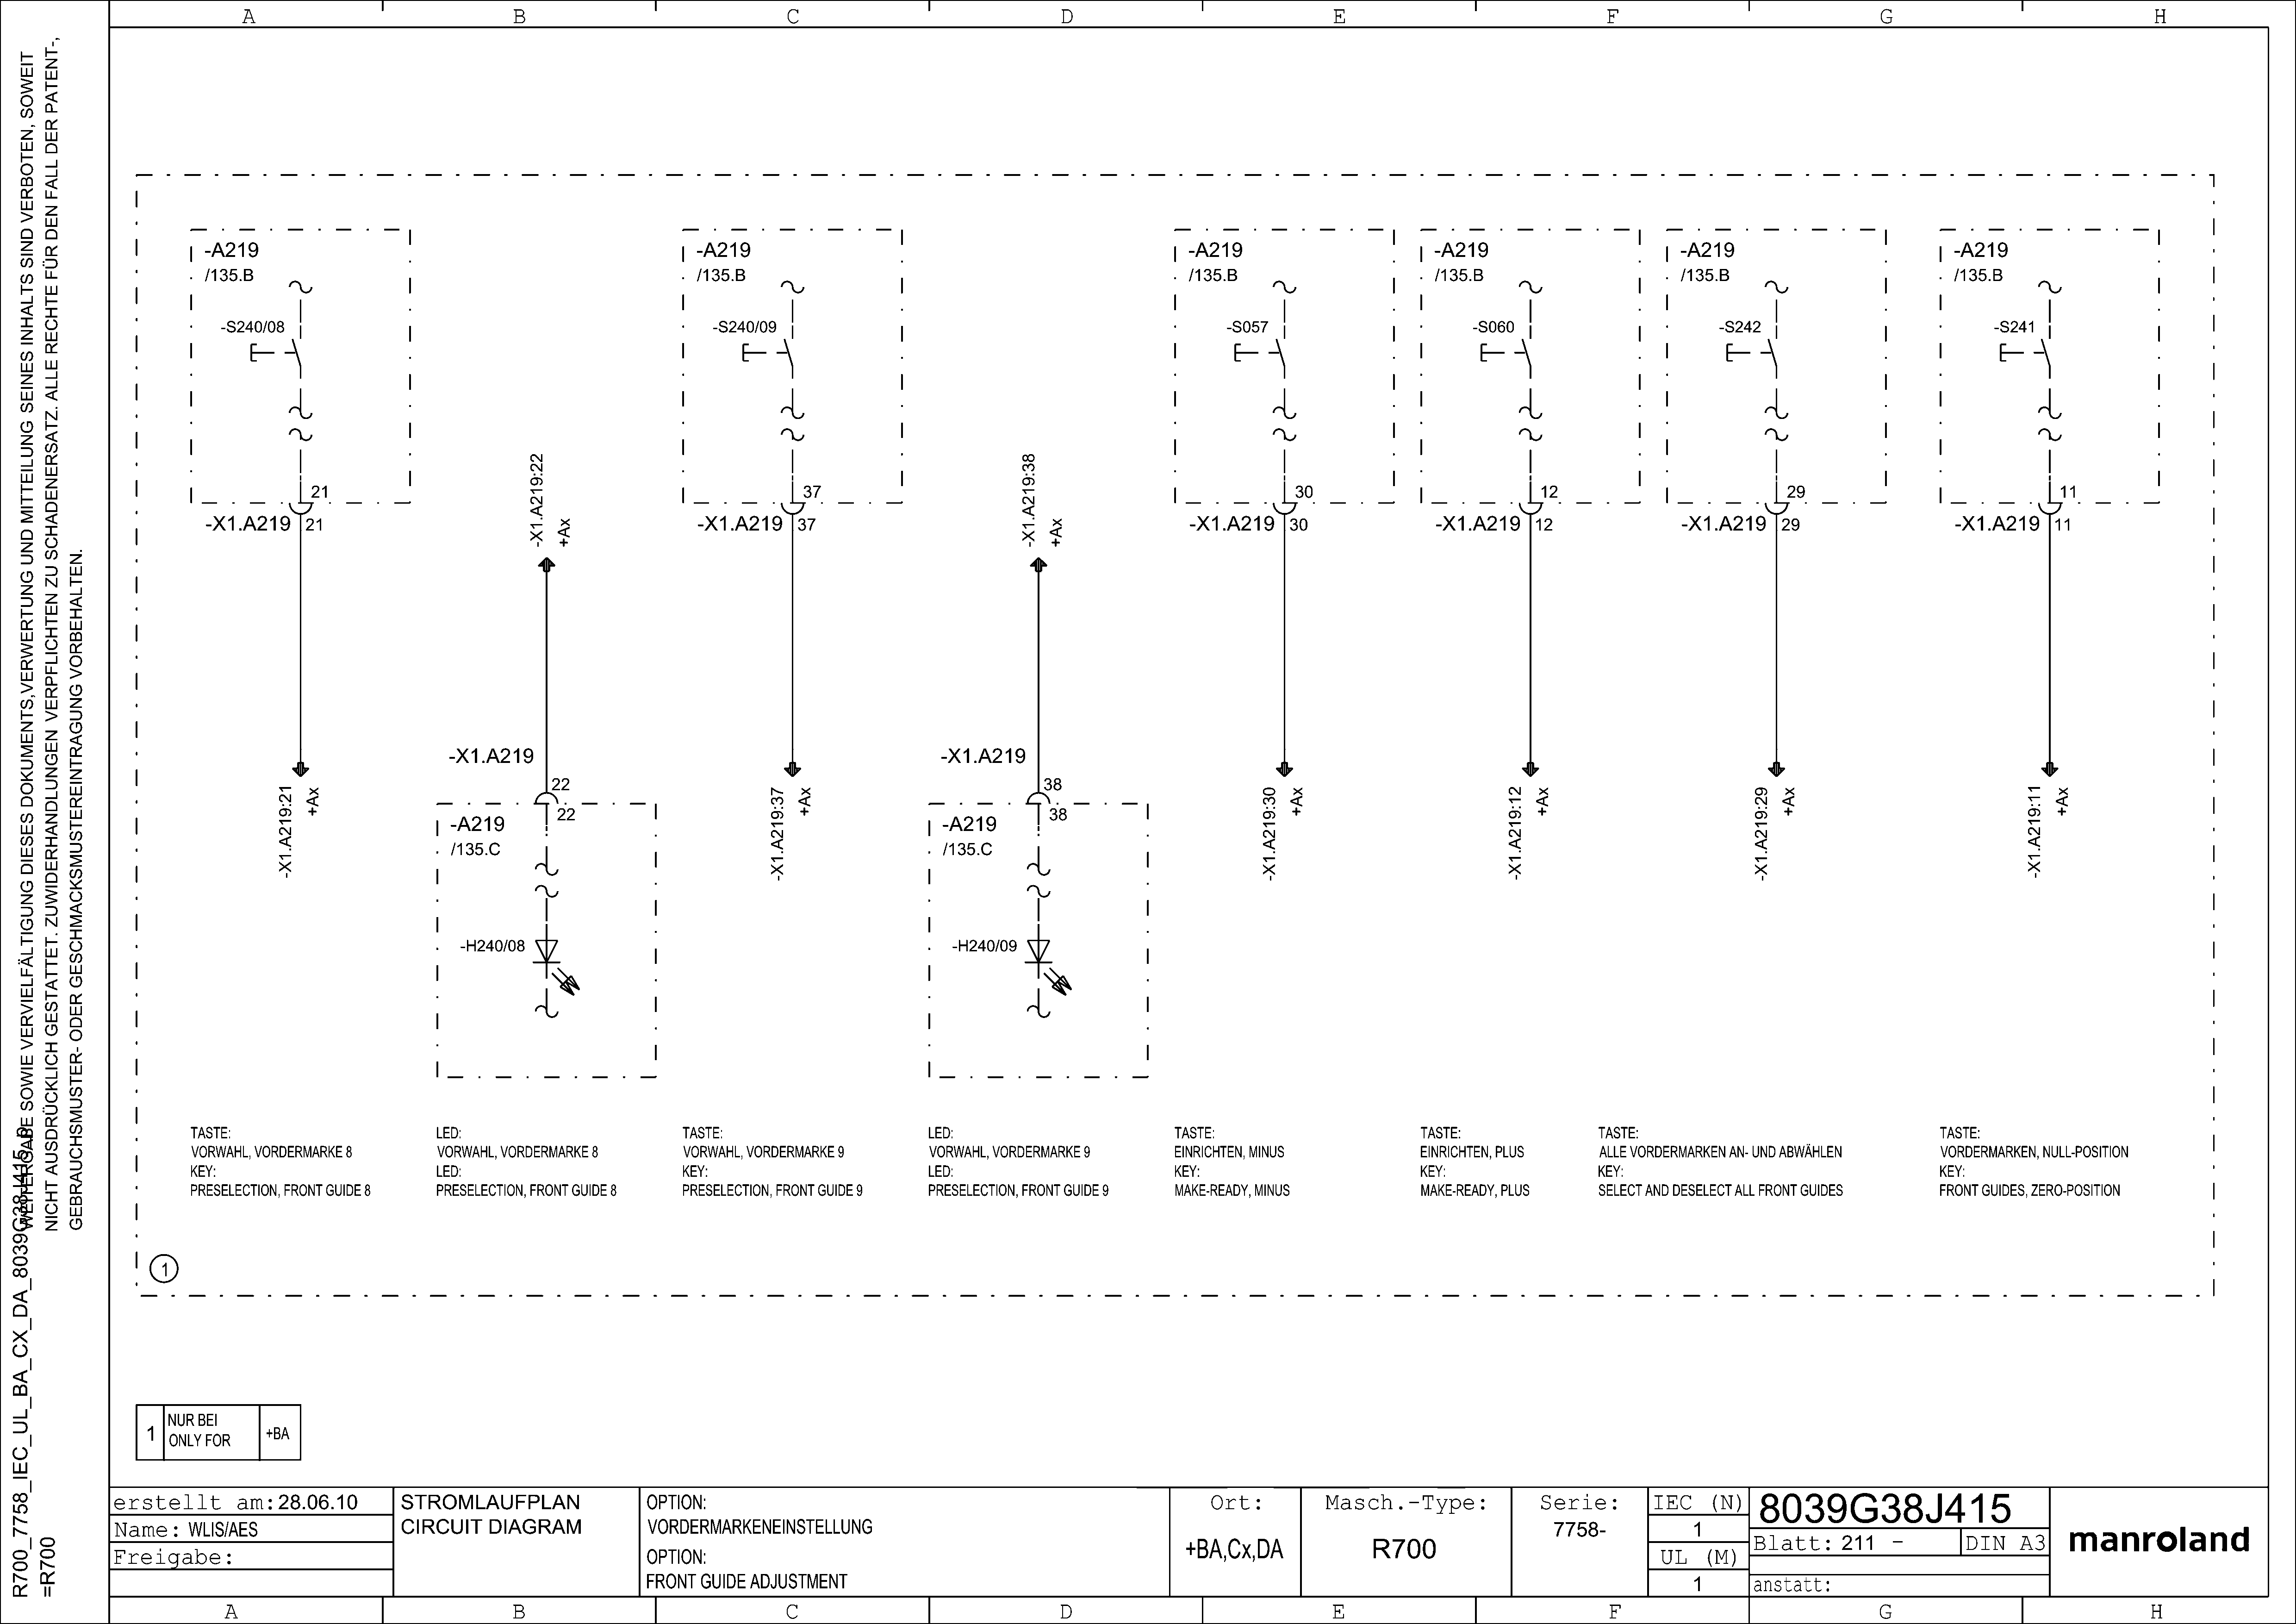 A B C D E F G H
WEITERGABE SOWIE VERVIELFÄLTIGUNG DIESES DOKUMENTS,VERWERTUNG UND MITTEILUNG SEINES INHALTS SIND VERBOTEN, SOWEIT
NICHT AUSDRÜCKLICH GESTATTET. ZUWIDERHANDLUNGEN VERPFLICHTEN ZU SCHADENERSATZ. ALLE RECHTE FÜR DEN FALL DER PATENT-,
GEBRAUCHSMUSTER- ODER GESCHMACKSMUSTEREINTRAGUNG VORBEHALTEN.
R700_7758_IEC_UL_BA_CX_DA_8039G38J415_D
=R700
-A219
/135.B
-S240/08
21
-X1.A219 21
-X1.A219:21
+Ax
-X1.A219:22
+Ax
-X1.A219
22
22
-A219
/135.C
-H240/08
-A219
/135.B
-S240/09
37
-X1.A219 37
-X1.A219:37
+Ax
-X1.A219:38
+Ax
-X1.A219
38
38
-A219
/135.C
-H240/09
-A219
/135.B
-S057
30
-X1.A219 30
-X1.A219:30
+Ax
-A219
/135.B
-S060
12
-X1.A219 12
-X1.A219:12
+Ax
-A219
/135.B
-S242
29
-X1.A219 29
-X1.A219:29
+Ax
-A219
/135.B
-S241
11
-X1.A219 11
-X1.A219:11
+Ax
TASTE:
VORWAHL, VORDERMARKE 8
KEY:
PRESELECTION, FRONT GUIDE 8
LED:
VORWAHL, VORDERMARKE 8
LED:
PRESELECTION, FRONT GUIDE 8
TASTE:
VORWAHL, VORDERMARKE 9
KEY:
PRESELECTION, FRONT GUIDE 9
LED:
VORWAHL, VORDERMARKE 9
LED:
PRESELECTION, FRONT GUIDE 9
TASTE:
EINRICHTEN, MINUS
KEY:
MAKE-READY, MINUS
TASTE:
EINRICHTEN, PLUS
KEY:
MAKE-READY, PLUS
TASTE:
ALLE VORDERMARKEN AN- UND ABWÄHLEN
KEY:
SELECT AND DESELECT ALL FRONT GUIDES
TASTE:
VORDERMARKEN, NULL-POSITION
KEY:
FRONT GUIDES, ZERO-POSITION
1
1
NUR BEI
ONLY FOR
+BA
erstellt am: 28.06.10
Name: WLIS/AES
Freigabe:
STROMLAUFPLAN
CIRCUIT DIAGRAM
OPTION:
VORDERMARKENEINSTELLUNG
OPTION:
FRONT GUIDE ADJUSTMENT
Ort:
+BA,Cx,DA
Masch.-Type:
R700
Serie:
7758-
IEC (N)
1
UL (M)
1
8039G38J415
Blatt: 211 -
DIN A3
anstatt:
manroland
A B C D E F G H